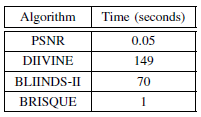 Algorithm Time (seconds)
PSNR 0.05
DIIVINE 149
BLIINDS-II 70
BRISQUE 1